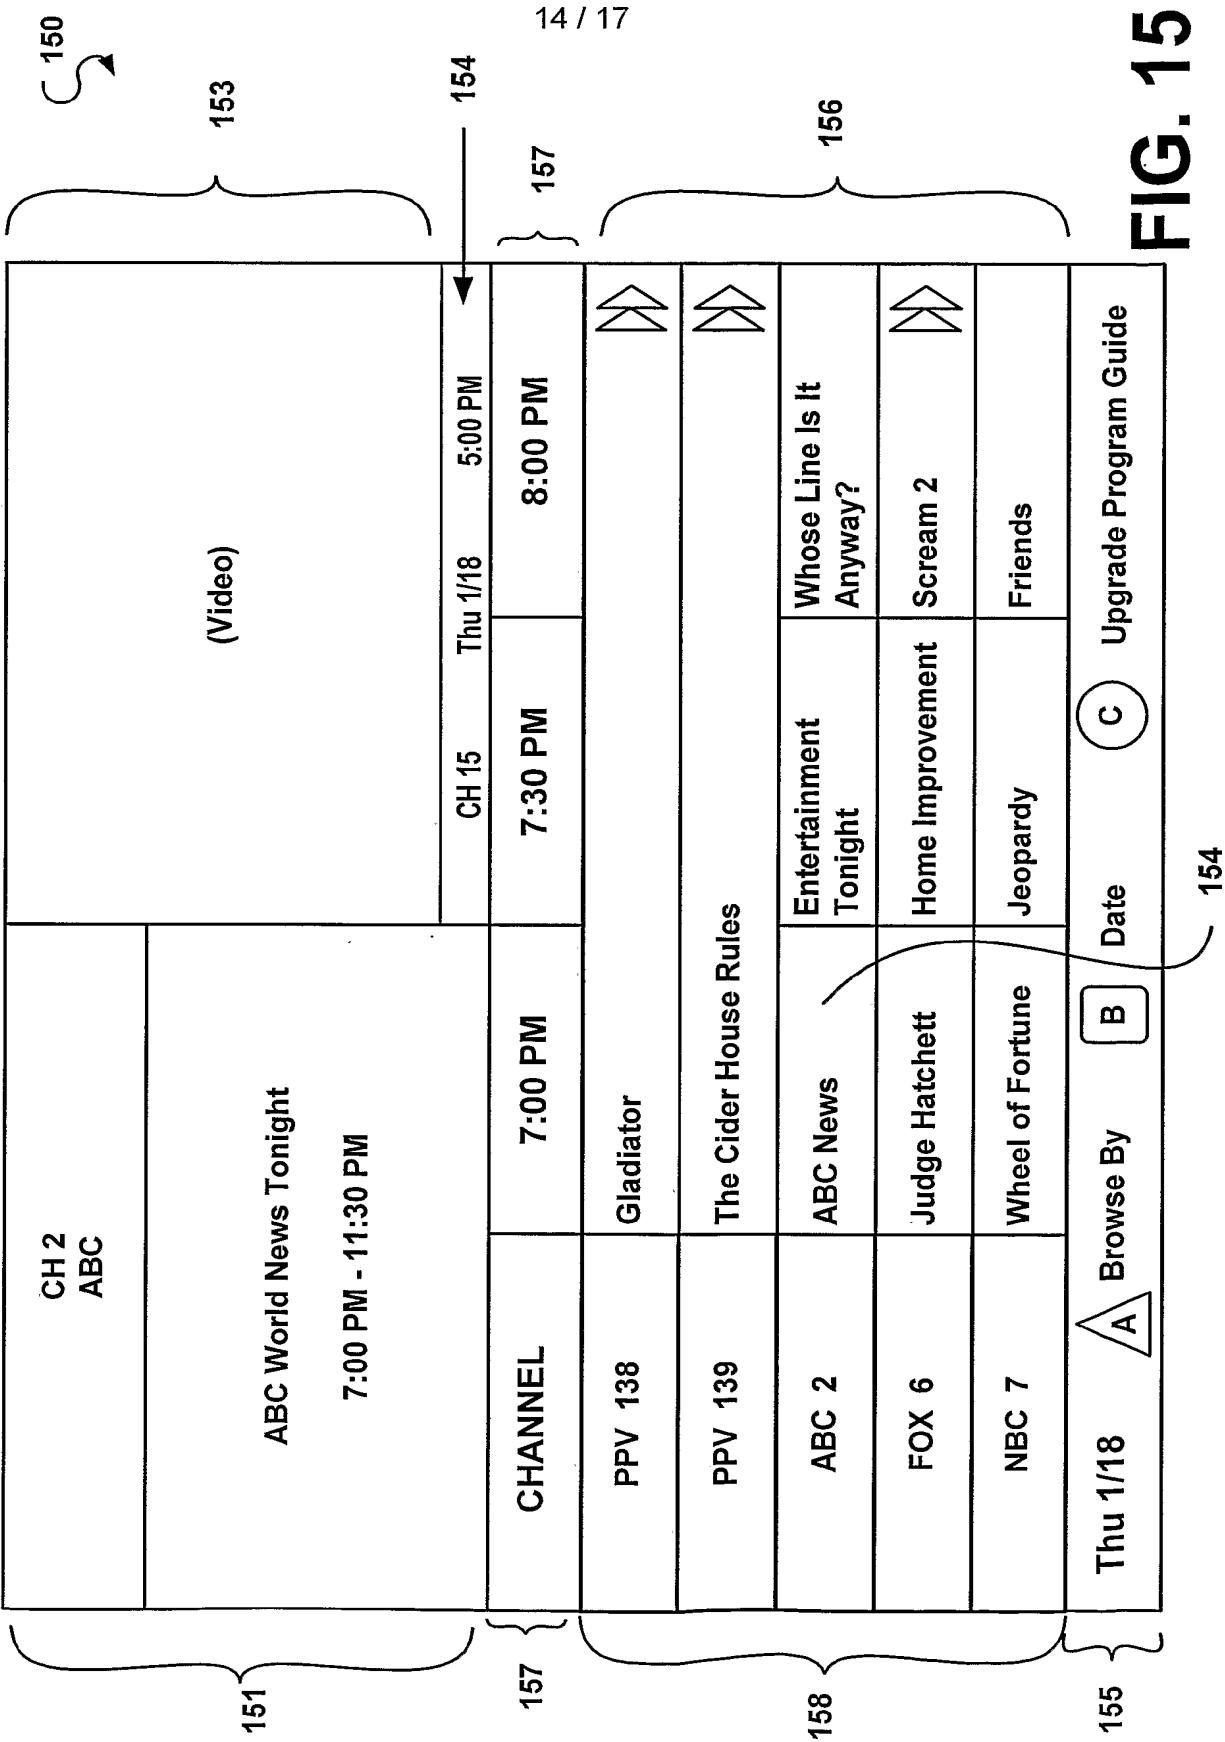 14 / 17
150
153
154
157
156
CH 2
ABC
(Video)
ABC World News Tonight
7:00 PM - 11:30 PM
CH 15 Thu 1/18 5:00 PM
CHANNEL 7:00 PM 7:30 PM 8:00 PM
PPV 138 Gladiator
PPV 139 The Cider House Rules
ABC 2 ABC News Entertainment Tonight Whose Line Is It Anyway?
FOX 6 Judge Hatchett Home Improvement Scream 2
NBC 7 Wheel of Fortune Jeopardy Friends
Thu 1/18 A Browse By B Date C Upgrade Program Guide
151
157
158
155
154
FIG. 15